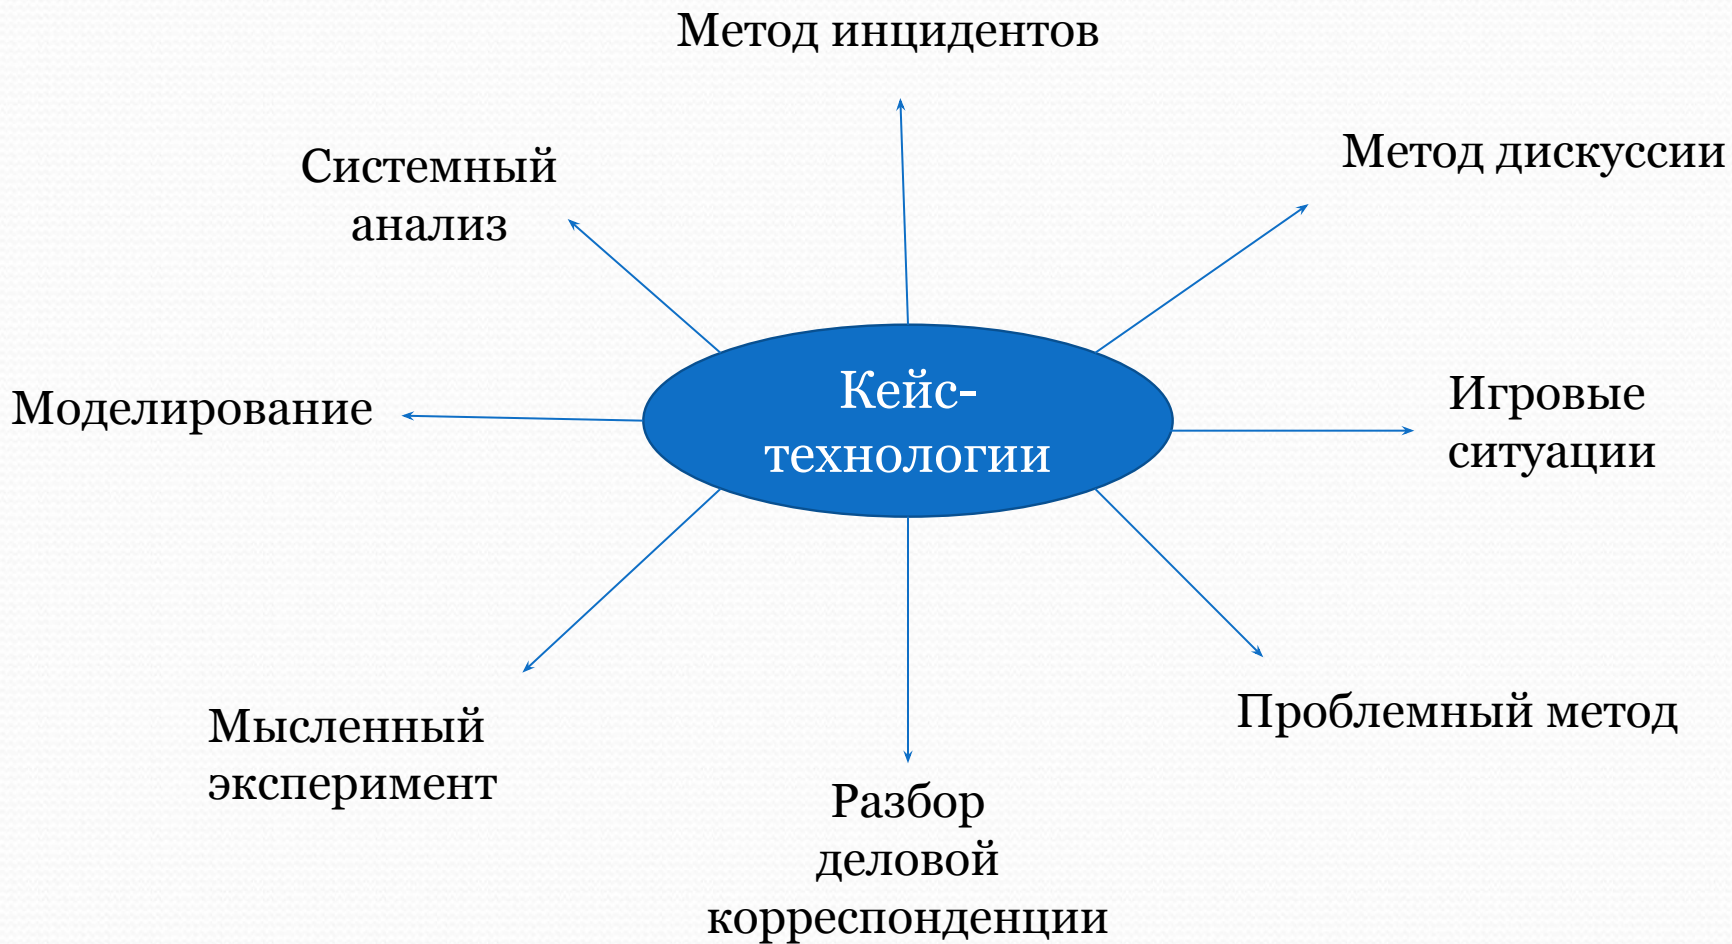 Метод инцидентов
Метод дискуссии
Системный
анализ
Игровые
ситуации
Кейс-
технологии
Моделирование
Проблемный метод
Мысленный
эксперимент
Разбор
деловой
корреспонденции